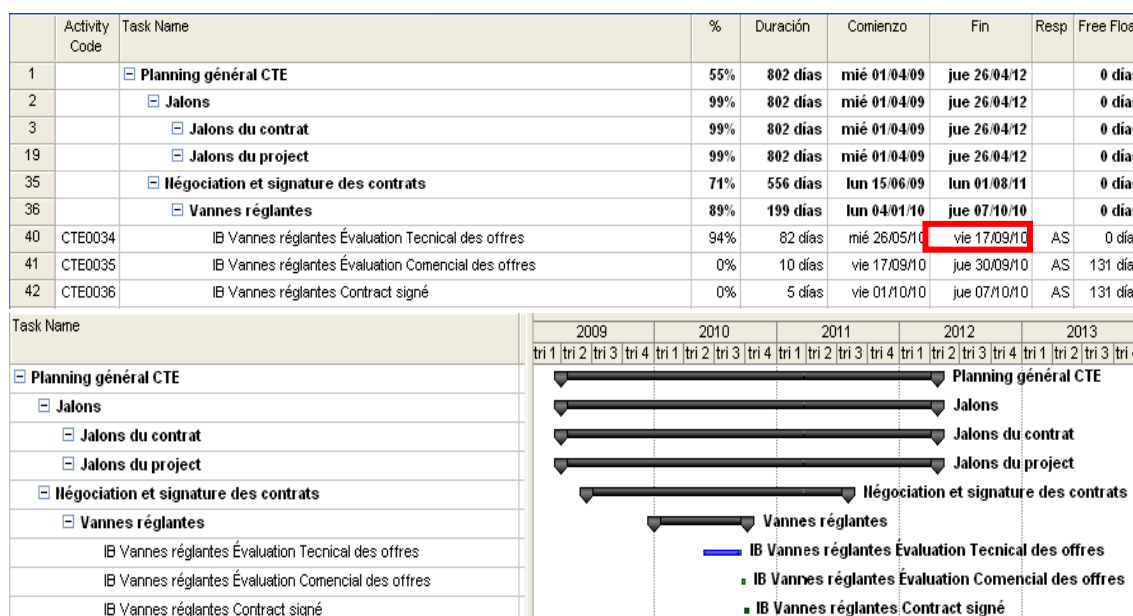 Activity Code Task Name % Duración Comienzo Fin Resp Free Floa
1 Planning général CTE 55% 802 días mié 01/04/09 jue 26/04/12 0 día
2 Jalons 99% 802 días mié 01/04/09 jue 26/04/12 0 día
3 Jalons du contrat 99% 802 días mié 01/04/09 jue 26/04/12 0 día
19 Jalons du project 99% 802 días mié 01/04/09 jue 26/04/12 0 día
35 Négociation et signature des contrats 71% 556 días lun 15/06/09 lun 01/08/11 0 día
36 Vannes réglantes 89% 199 días lun 04/01/10 jue 07/10/10 0 día
40 CTE0034 IB Vannes réglantes Évaluation Tecnical des offres 94% 82 días mié 26/05/10 vie 17/09/10 AS 0 día
41 CTE0035 IB Vannes réglantes Évaluation Comencial des offres 0% 10 días vie 17/09/10 jue 30/09/10 AS 131 día
42 CTE0036 IB Vannes réglantes Contract signé 0% 5 días vie 01/10/10 jue 07/10/10 AS 131 día
Task Name 2009 2010 2011 2012 2013
tri 1 tri 2 tri 3 tri 4 tri 1 tri 2 tri 3 tri 4 tri 1 tri 2 tri 3 tri 4 tri 1 tri 2 tri 3 tri 4 tri 1 tri 2 tri 3 tri 4
Planning général CTE Planning général CTE
Jalons Jalons
Jalons du contrat Jalons du contrat
Jalons du project Jalons du project
Négociation et signature des contrats Négociation et signature des contrats
Vannes réglantes Vannes réglantes
IB Vannes réglantes Évaluation Tecnical des offres IB Vannes réglantes Évaluation Tecnical des offres
IB Vannes réglantes Évaluation Comencial des offres IB Vannes réglantes Évaluation Comencial des offres
IB Vannes réglantes Contract signé IB Vannes réglantes Contract signé